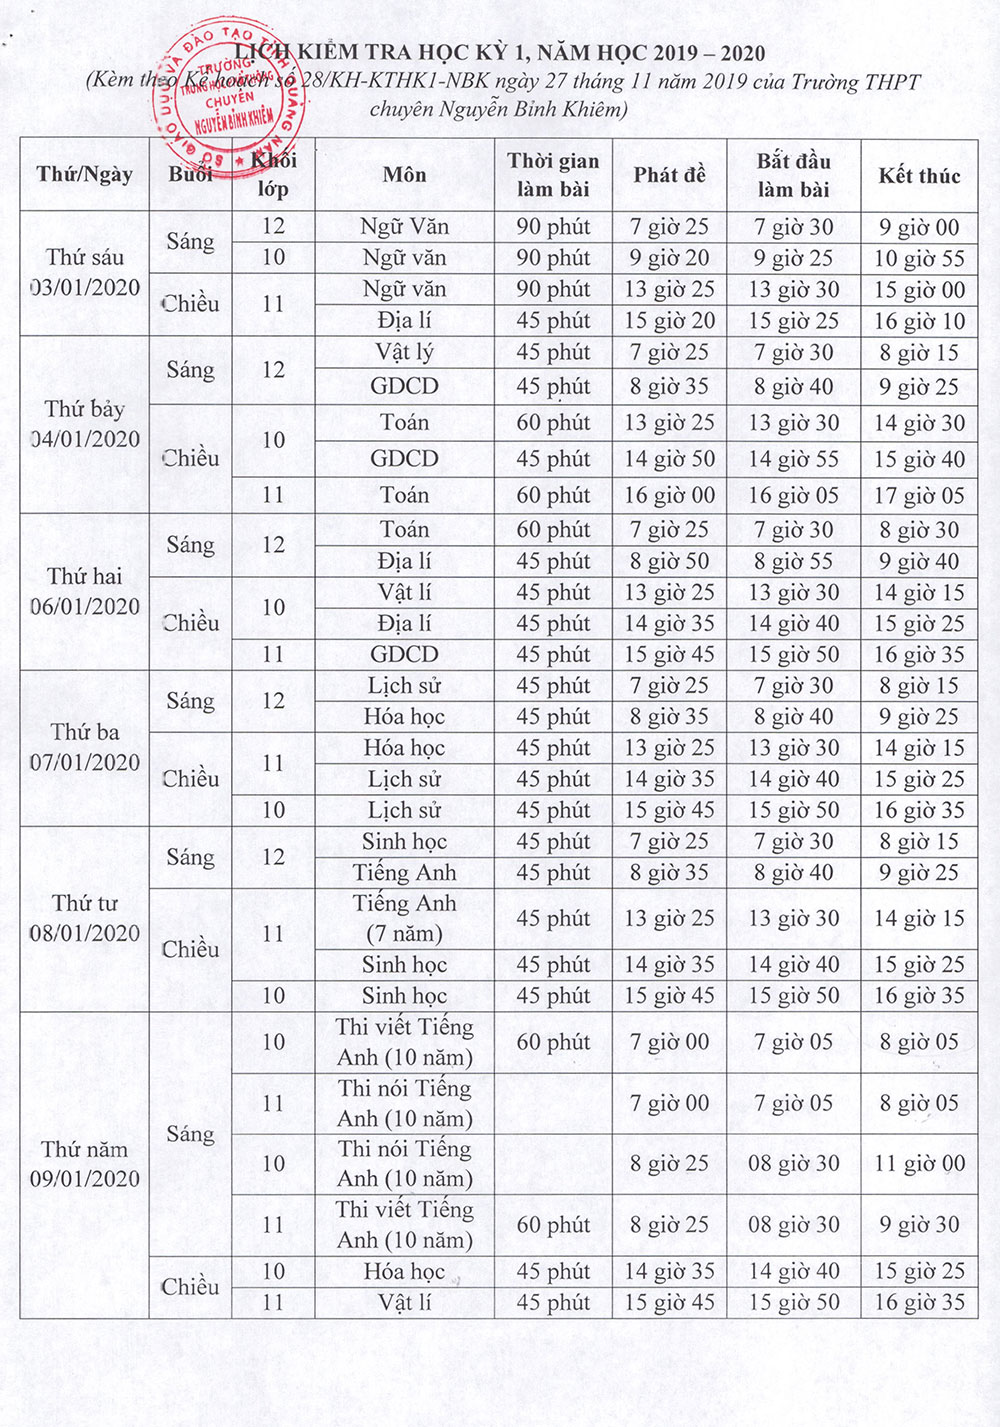 LỊCH KIỂM TRA HỌC KỲ 1, NĂM HỌC 2019 – 2020
(Kèm theo Kế hoạch số 28/KH-KTHK1-NBK ngày 27 tháng 11 năm 2019 của Trường THPT
chuyên Nguyễn Bỉnh Khiêm)
SỞ GIÁO DỤC VÀ ĐÀO TẠO TỈNH QUẢNG NAM
TRƯỜNG
TRUNG HỌC PHỔ THÔNG
CHUYÊN
NGUYỄN BỈNH KHIÊM
Thứ/Ngày Buổi Khối lớp Môn Thời gian làm bài Phát đề Bắt đầu làm bài Kết thúc
Thứ sáu 03/01/2020 Sáng 12 Ngữ Văn 90 phút 7 giờ 25 7 giờ 30 9 giờ 00
10 Ngữ văn 90 phút 9 giờ 20 9 giờ 25 10 giờ 55
Chiều 11 Ngữ văn 90 phút 13 giờ 25 13 giờ 30 15 giờ 00
Địa lí 45 phút 15 giờ 20 15 giờ 25 16 giờ 10
Thứ bảy 04/01/2020 Sáng 12 Vật lý 45 phút 7 giờ 25 7 giờ 30 8 giờ 15
GDCD 45 phút 8 giờ 35 8 giờ 40 9 giờ 25
Chiều 10 Toán 60 phút 13 giờ 25 13 giờ 30 14 giờ 30
GDCD 45 phút 14 giờ 50 14 giờ 55 15 giờ 40
11 Toán 60 phút 16 giờ 00 16 giờ 05 17 giờ 05
Thứ hai 06/01/2020 Sáng 12 Toán 60 phút 7 giờ 25 7 giờ 30 8 giờ 30
Địa lí 45 phút 8 giờ 50 8 giờ 55 9 giờ 40
Chiều 10 Vật lí 45 phút 13 giờ 25 13 giờ 30 14 giờ 15
Địa lí 45 phút 14 giờ 35 14 giờ 40 15 giờ 25
11 GDCD 45 phút 15 giờ 45 15 giờ 50 16 giờ 35
Thứ ba 07/01/2020 Sáng 12 Lịch sử 45 phút 7 giờ 25 7 giờ 30 8 giờ 15
Hóa học 45 phút 8 giờ 35 8 giờ 40 9 giờ 25
Chiều 11 Hóa học 45 phút 13 giờ 25 13 giờ 30 14 giờ 15
Lịch sử 45 phút 14 giờ 35 14 giờ 40 15 giờ 25
10 Lịch sử 45 phút 15 giờ 45 15 giờ 50 16 giờ 35
Thứ tư 08/01/2020 Sáng 12 Sinh học 45 phút 7 giờ 25 7 giờ 30 8 giờ 15
Tiếng Anh 45 phút 8 giờ 35 8 giờ 40 9 giờ 25
Chiều 11 Tiếng Anh (7 năm) 45 phút 13 giờ 25 13 giờ 30 14 giờ 15
Sinh học 45 phút 14 giờ 35 14 giờ 40 15 giờ 25
10 Sinh học 45 phút 15 giờ 45 15 giờ 50 16 giờ 35
Thứ năm 09/01/2020 Sáng 10 Thi viết Tiếng Anh (10 năm) 60 phút 7 giờ 00 7 giờ 05 8 giờ 05
11 Thi nói Tiếng Anh (10 năm) 7 giờ 00 7 giờ 05 8 giờ 05
10 Thi nói Tiếng Anh (10 năm) 8 giờ 25 08 giờ 30 11 giờ 00
11 Thi viết Tiếng Anh (10 năm) 60 phút 8 giờ 25 08 giờ 30 9 giờ 30
Chiều 10 Hóa học 45 phút 14 giờ 35 14 giờ 40 15 giờ 25
11 Vật lí 45 phút 15 giờ 45 15 giờ 50 16 giờ 35